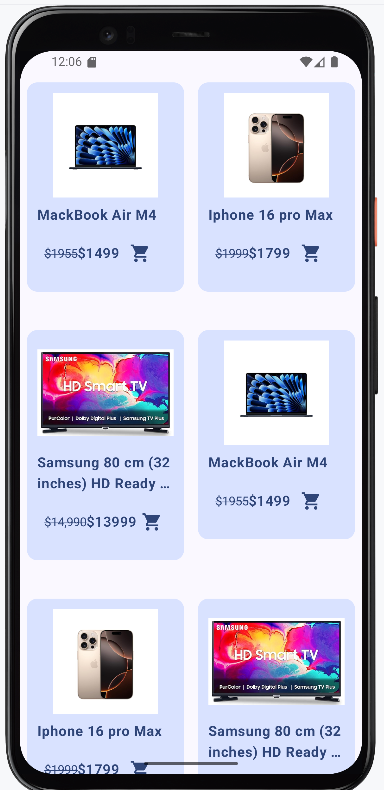 12:06
MackBook Air M4
$1955$1499
Iphone 16 pro Max
$1999$1799
SAMSUNG
HD Smart TV
PurColor | Dolby Digital Plus | Samsung TV Plus
Samsung 80 cm (32
inches) HD Ready ...
$14,990$13999
MackBook Air M4
$1955$1499
Iphone 16 pro Max
$1999$1799
SAMSUNG
HD Smart TV
PurColor | Dolby Digital Plus | Samsung TV Plus
Samsung 80 cm (32
inches) HD Ready ...